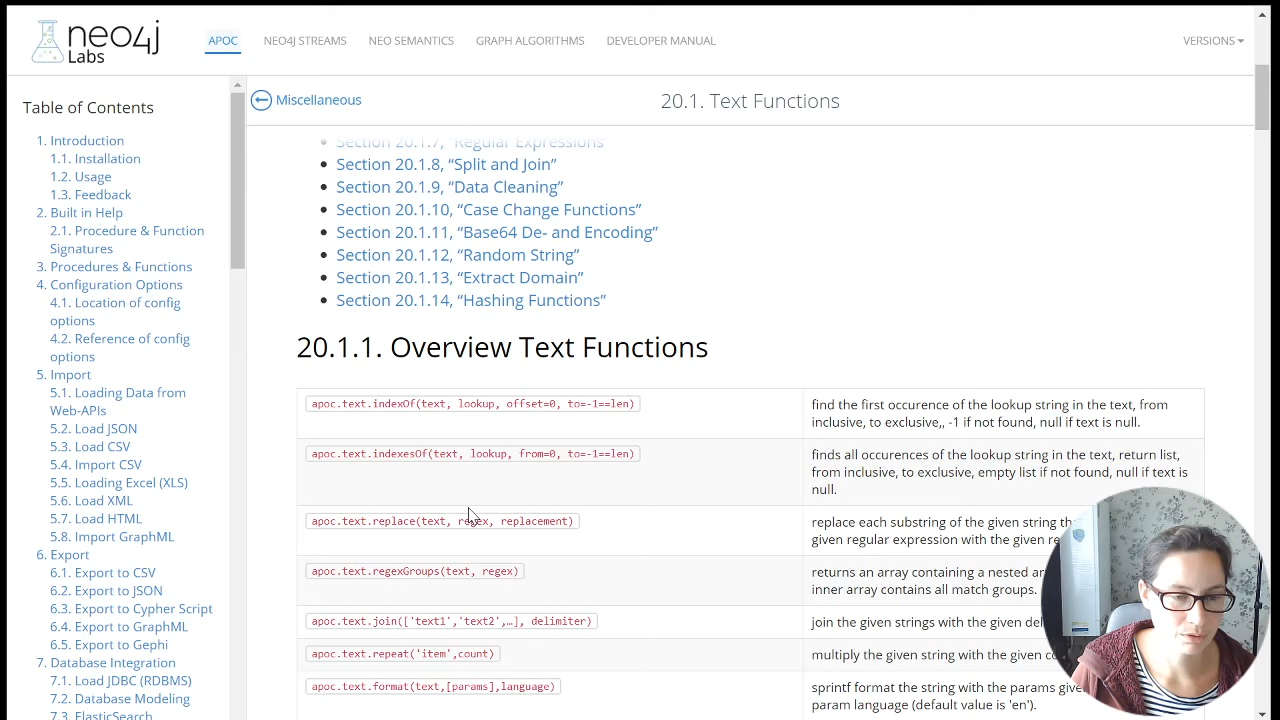 neo4j
Labs
APOC
NEO4J STREAMS
NEO SEMANTICS
GRAPH ALGORITHMS
DEVELOPER MANUAL
VERSIONS
Table of Contents
1. Introduction
1.1. Installation
1.2. Usage
1.3. Feedback
2. Built in Help
2.1. Procedure & Function
Signatures
3. Procedures & Functions
4. Configuration Options
4.1. Location of config
options
4.2. Reference of config
options
5. Import
5.1. Loading Data from
Web-APIs
5.2. Load JSON
5.3. Load CSV
5.4. Import CSV
5.5. Loading Excel (XLS)
5.6. Load XML
5.7. Load HTML
5.8. Import GraphML
6. Export
6.1. Export to CSV
6.2. Export to JSON
6.3. Export to Cypher Script
6.4. Export to GraphML
6.5. Export to Gephi
7. Database Integration
7.1. Load JDBC (RDBMS)
7.2. Database Modeling
7.3. ElasticSearch
Miscellaneous
20.1. Text Functions
Section 20.1.7, “Regular Expressions”
Section 20.1.8, “Split and Join”
Section 20.1.9, “Data Cleaning”
Section 20.1.10, “Case Change Functions”
Section 20.1.11, “Base64 De- and Encoding”
Section 20.1.12, “Random String”
Section 20.1.13, “Extract Domain”
Section 20.1.14, “Hashing Functions”
20.1.1. Overview Text Functions
apoc.text.indexOf(text, lookup, offset=0, to=-1==len)
find the first occurence of the lookup string in the text, from
inclusive, to exclusive,, -1 if not found, null if text is null.
apoc.text.indexesOf(text, lookup, from=0, to=-1==len)
finds all occurences of the lookup string in the text, return list,
from inclusive, to exclusive, empty list if not found, null if text is
null.
apoc.text.replace(text, regex, replacement)
replace each substring of the given string
given regular expression with the given
apoc.text.regexGroups(text, regex)
returns an array containing a nested
inner array contains all match groups.
apoc.text.join(['text1','text2',…], delimiter)
join the given strings with the given
apoc.text.repeat('item',count)
multiply the given string with the given
apoc.text.format(text,[params],language)
sprintf format the string with the params
param language (default value is 'en').